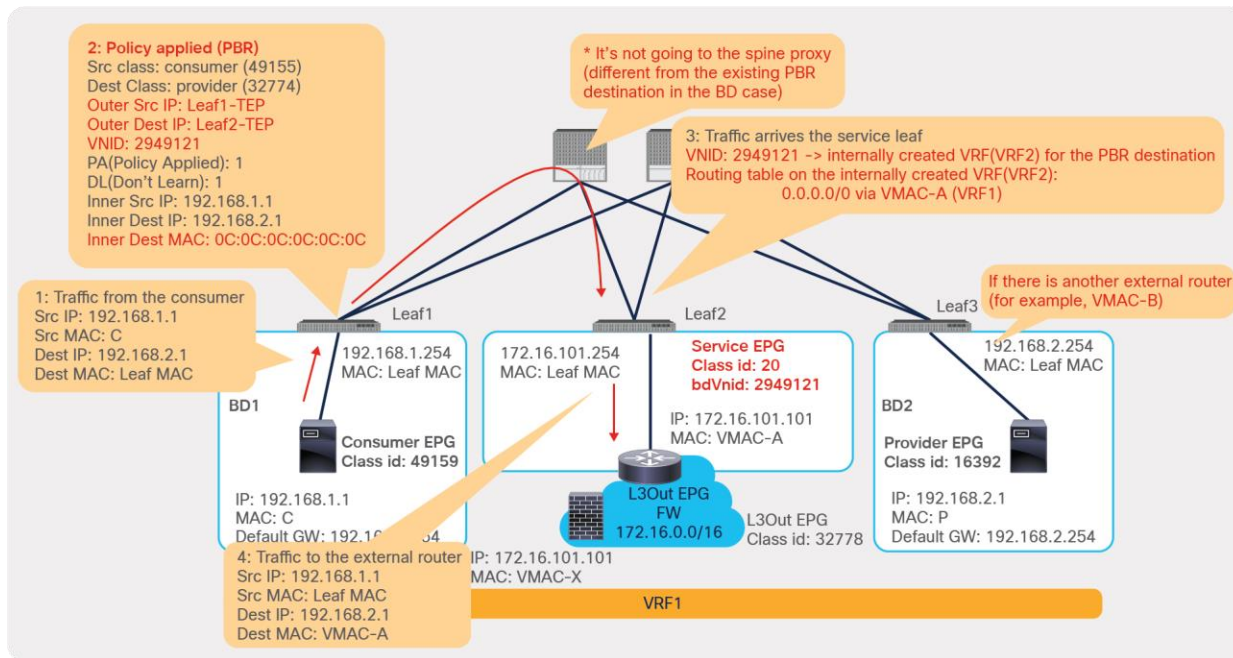 2: Policy applied (PBR)
Src class: consumer (49155)
Dest Class: provider (32774)
Outer Src IP: Leaf1-TEP
Outer Dest IP: Leaf2-TEP
VNID: 2949121
PA(Policy Applied): 1
DL(Don't Learn): 1
Inner Src IP: 192.168.1.1
Inner Dest IP: 192.168.2.1
Inner Dest MAC: 0C:0C:0C:0C:0C:0C
* It's not going to the spine proxy
(different from the existing PBR
destination in the BD case)
3: Traffic arrives the service leaf
VNID: 2949121 -> internally created VRF(VRF2) for the PBR destination
Routing table on the internally created VRF(VRF2):
0.0.0.0/0 via VMAC-A (VRF1)
1: Traffic from the consumer
Src IP: 192.168.1.1
Src MAC: C
Dest IP: 192.168.2.1
Dest MAC: Leaf MAC
If there is another external router
(for example, VMAC-B)
Leaf1
Leaf2
Leaf3
192.168.1.254
MAC: Leaf MAC
BD1
Consumer EPG
Class id: 49159
IP: 192.168.1.1
MAC: C
Default GW: 192.16 54
172.16.101.254
MAC: Leaf MAC
Service EPG
Class id: 20
bdVnid: 2949121
IP: 172.16.101.101
MAC: VMAC-A
L3Out EPG
FW
172.16.0.0/16
L3Out EPG
Class id: 32778
192.168.2.254
MAC: Leaf MAC
BD2
Provider EPG
Class id: 16392
IP: 192.168.2.1
MAC: P
Default GW: 192.168.2.254
4: Traffic to the external router
Src IP: 192.168.1.1
Src MAC: Leaf MAC
Dest IP: 192.168.2.1
Dest MAC: VMAC-A
IP: 172.16.101.101
MAC: VMAC-X
VRF1